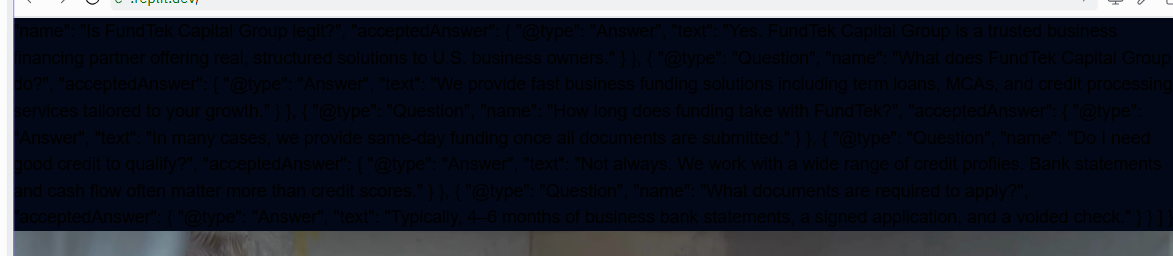 "name": "Is FundTek Capital Group legit?", "acceptedAnswer": { "@type": "Answer", "text": "Yes. FundTek Capital Group is a trusted business
financing partner offering real, structured solutions to U.S. business owners." } }, { "@type": "Question", "name": "What does FundTek Capital Group
do?", "acceptedAnswer": { "@type": "Answer", "text": "We provide fast business funding solutions including term loans, MCAs, and credit processing
services tailored to your growth." } }, { "@type": "Question", "name": "How long does funding take with FundTek?", "acceptedAnswer": { "@type":
"Answer", "text": "In many cases, we provide same-day funding once all documents are submitted." } }, { "@type": "Question", "name": "Do I need
good credit to qualify?", "acceptedAnswer": { "@type": "Answer", "text": "Not always. We work with a wide range of credit profiles. Bank statements
and cash flow often matter more than credit scores." } }, { "@type": "Question", "name": "What documents are required to apply?",
"acceptedAnswer": { "@type": "Answer", "text": "Typically, 4–6 months of business bank statements, a signed application, and a voided check." } } ] }